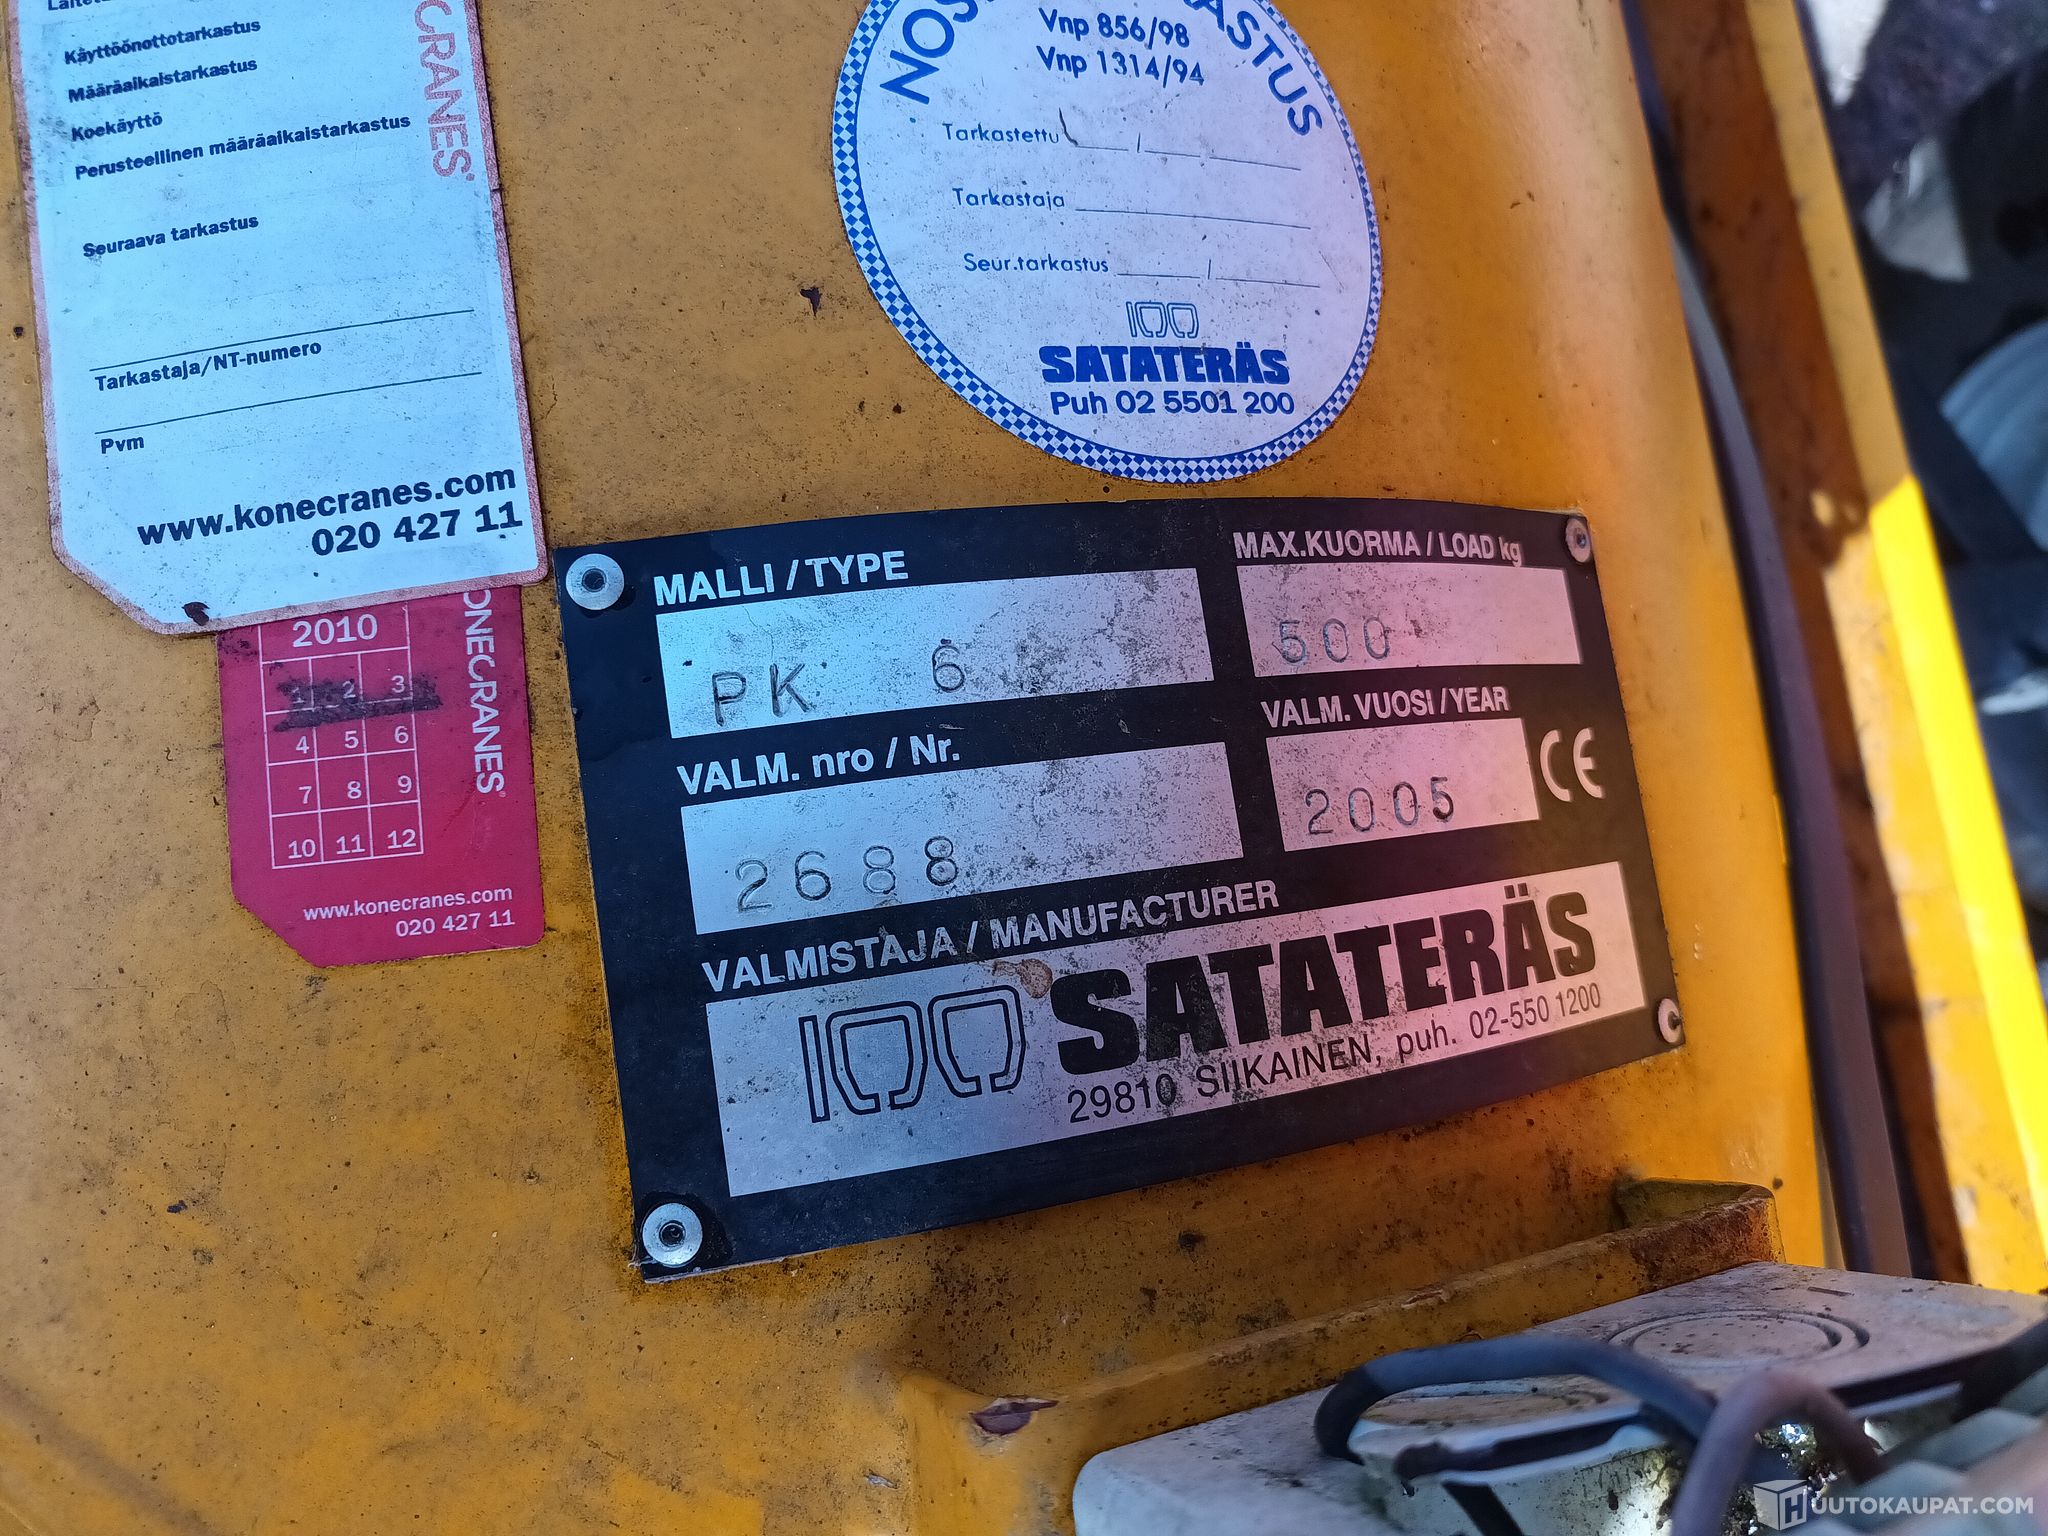 Käyttöönottotarkastus
Määräaikaistarkastus
Koekäyttö
Perusteellinen määräaikaistarkastus
Seuraava tarkastus
Tarkastaja/NT-numero
Pvm
www.konecranes.com
020 427 11
2010
1 2 3
4 5 6
7 8 9
10 11 12
KONECRANES
www.konecranes.com
020 427 11
Vnp 856/98
Vnp 1314/94
Tarkastettu
Tarkastaja
Seur.tarkastus
SATATERÄS
Puh 02 5501 200
MALLI / TYPE
PK 6
MAX.KUORMA / LOAD kg
500
VALM. nro / Nr.
2688
VALM. VUOSI / YEAR
2005
CE
VALMISTAJA / MANUFACTURER
SATATERÄS
29810 SIIKAINEN, puh. 02-550 1200
HUUTOKAUPAT.COM